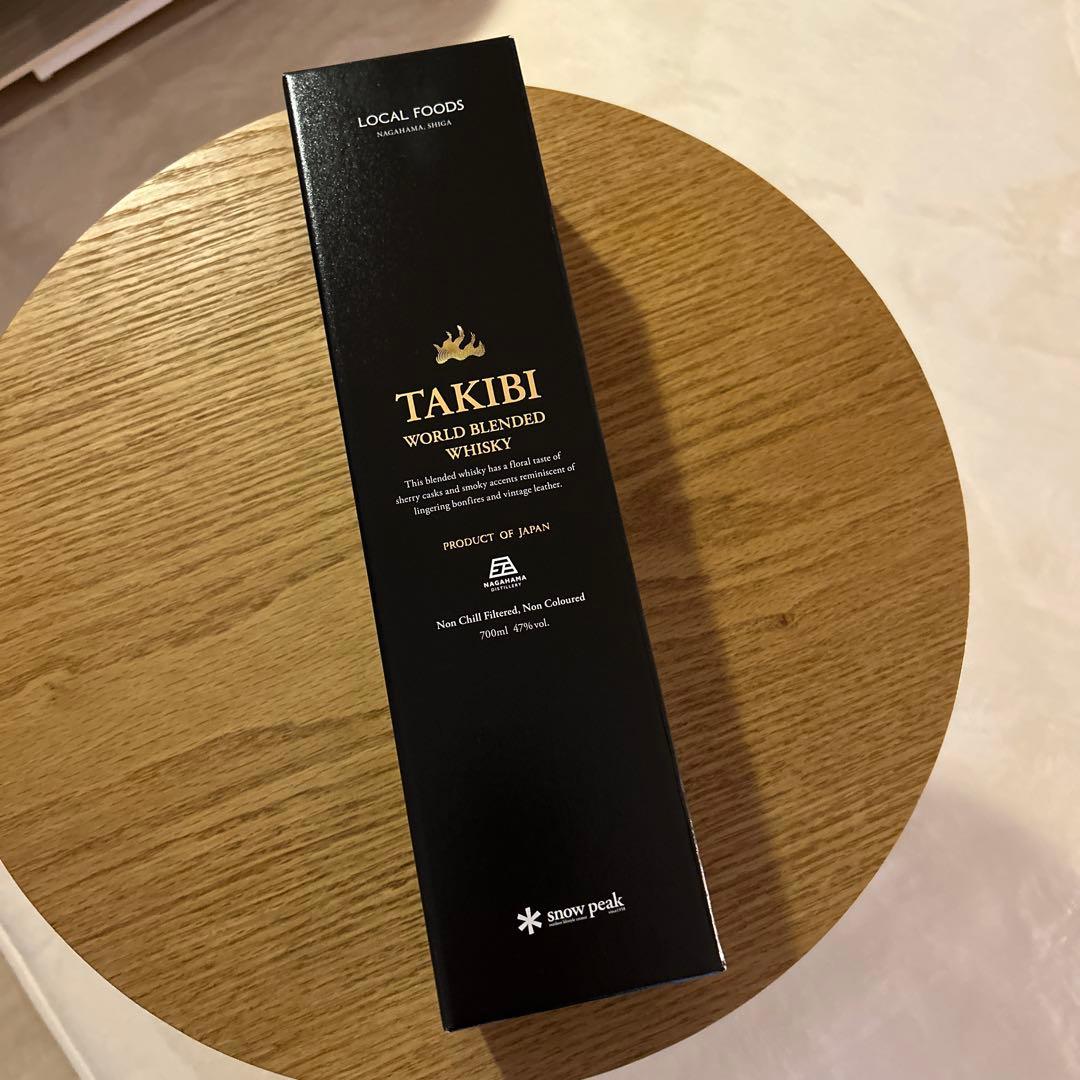 LOCAL FOODS
NAGAHAMA, SHIGA
TAKIBI
WORLD BLENDED
WHISKY
This blended whisky has a floral taste of
sherry casks and smoky accents reminiscent of
lingering bonfires and vintage leather.
PRODUCT OF JAPAN
NAGAHAMA
DISTILLERY
Non Chill Filtered, Non Coloured
700ml 47%vol.
snow peak